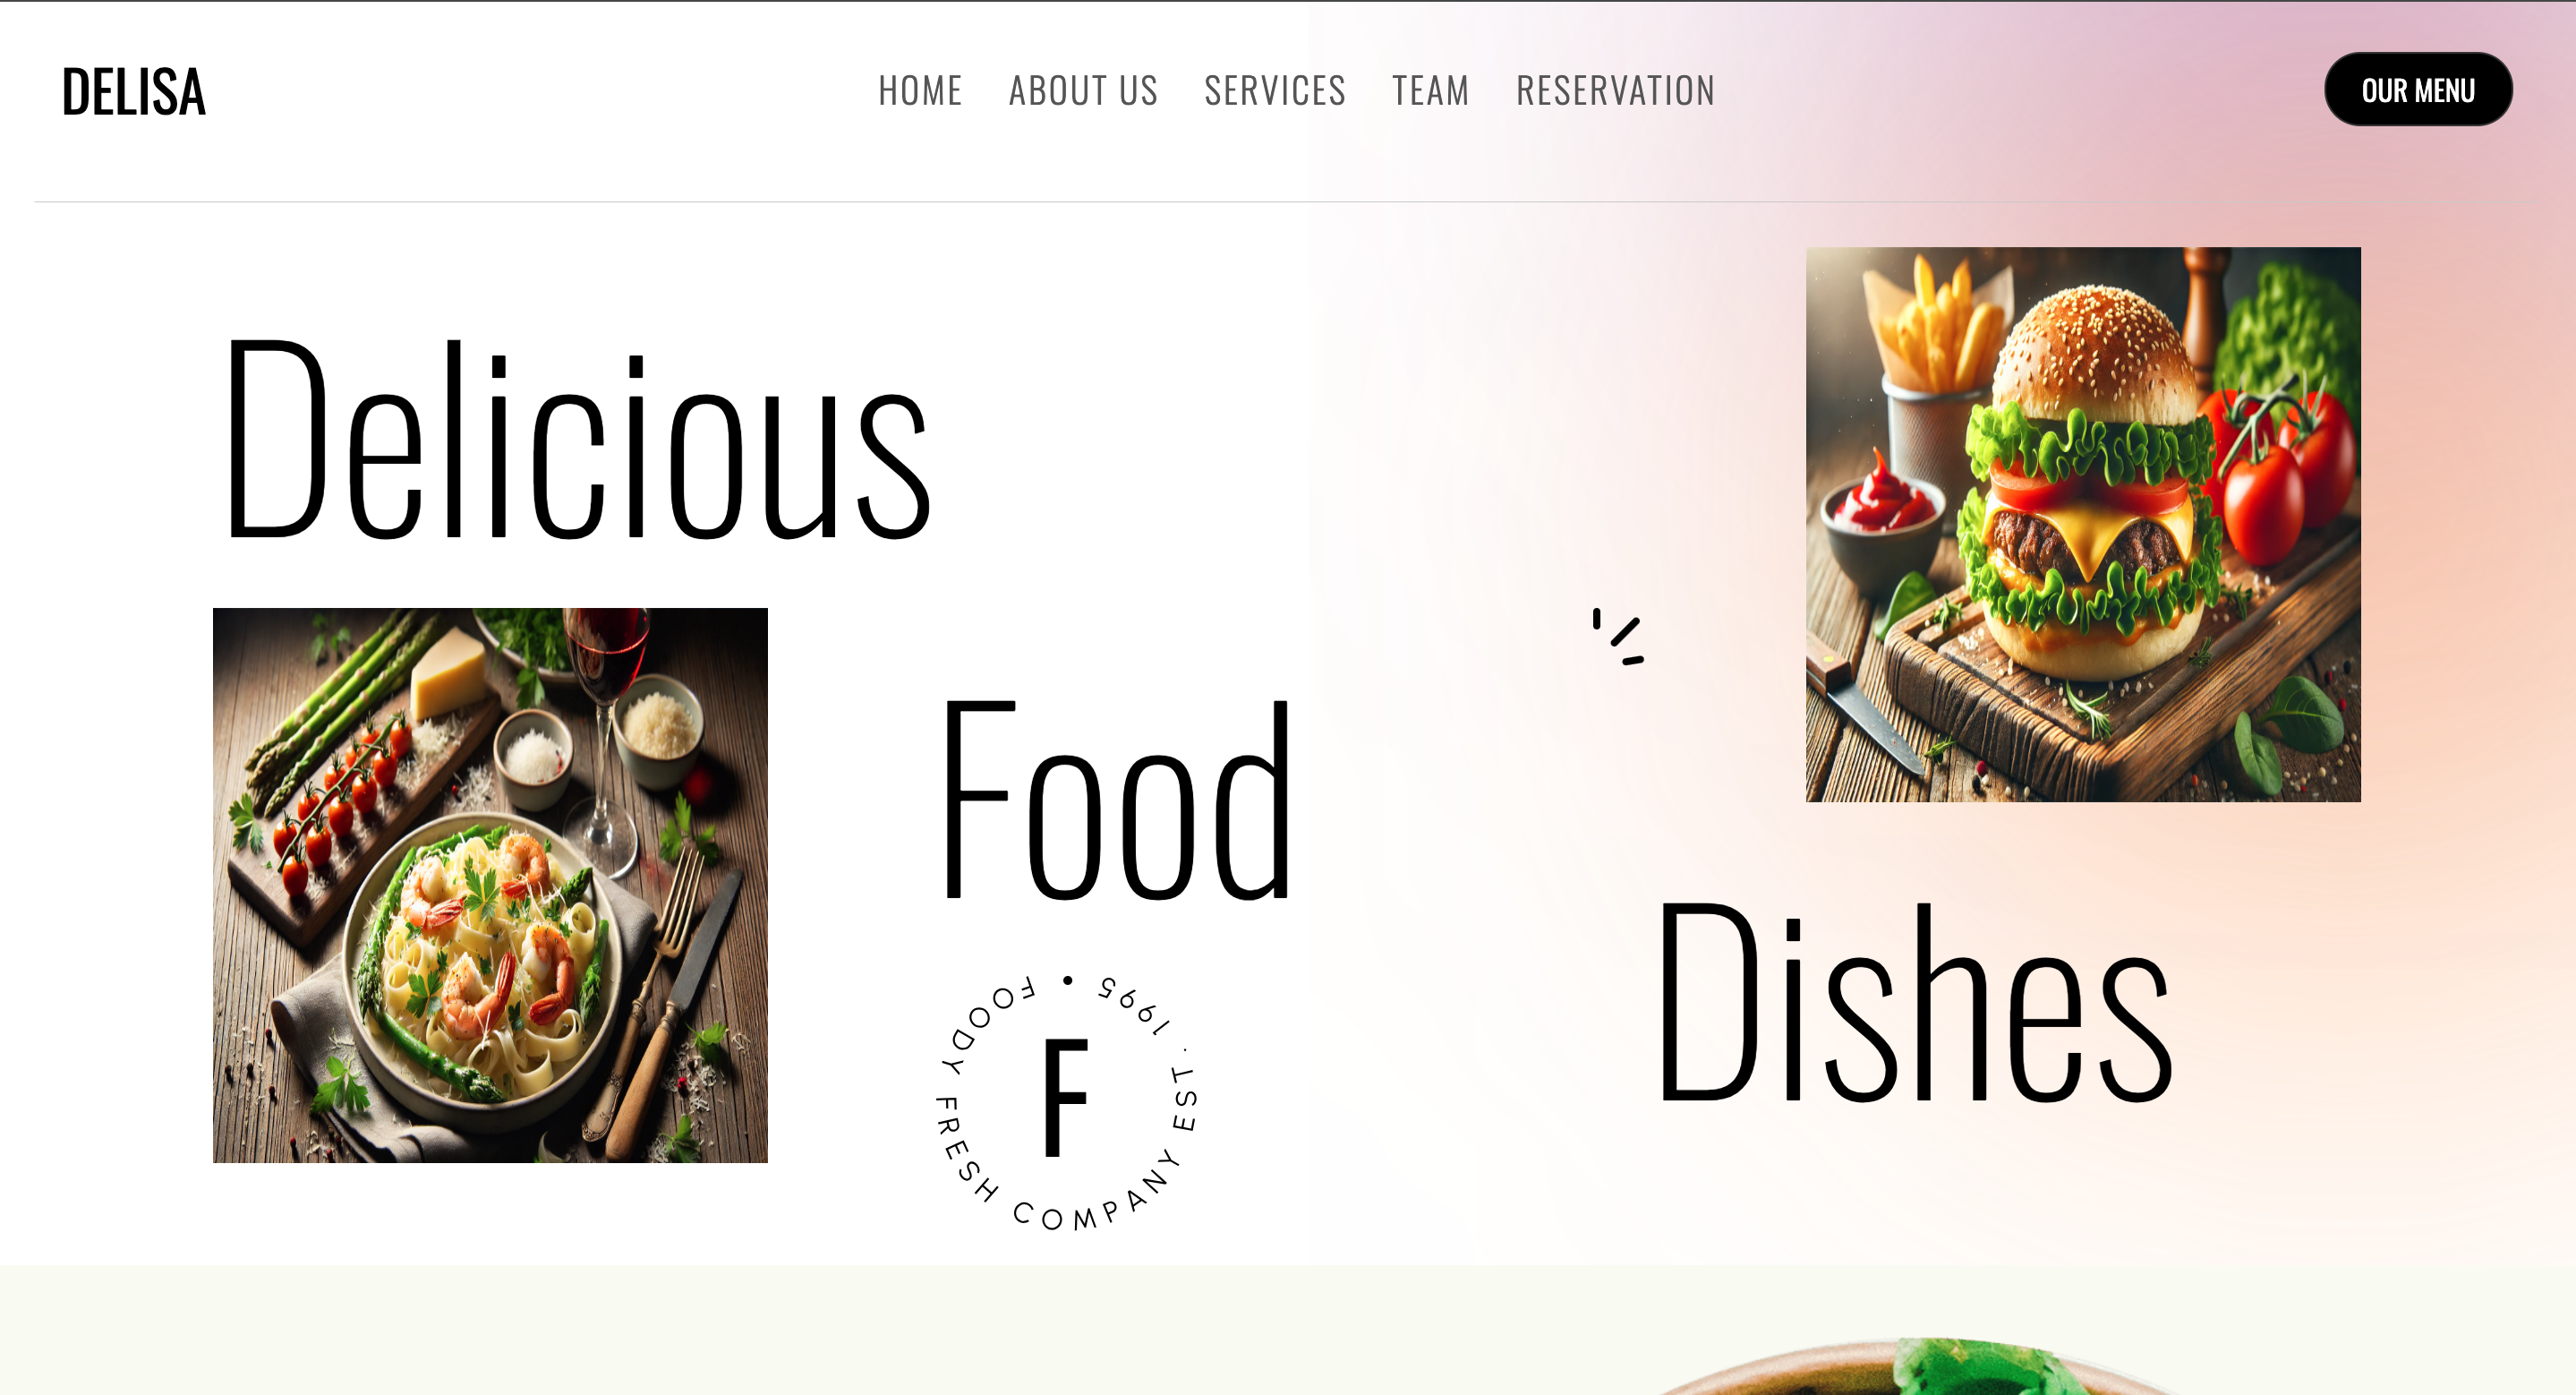 DELISA
HOME ABOUT US SERVICES TEAM RESERVATION
OUR MENU
Delicious
Food
Dishes
FOODY FRESH COMPANY EST. 1995 •
F